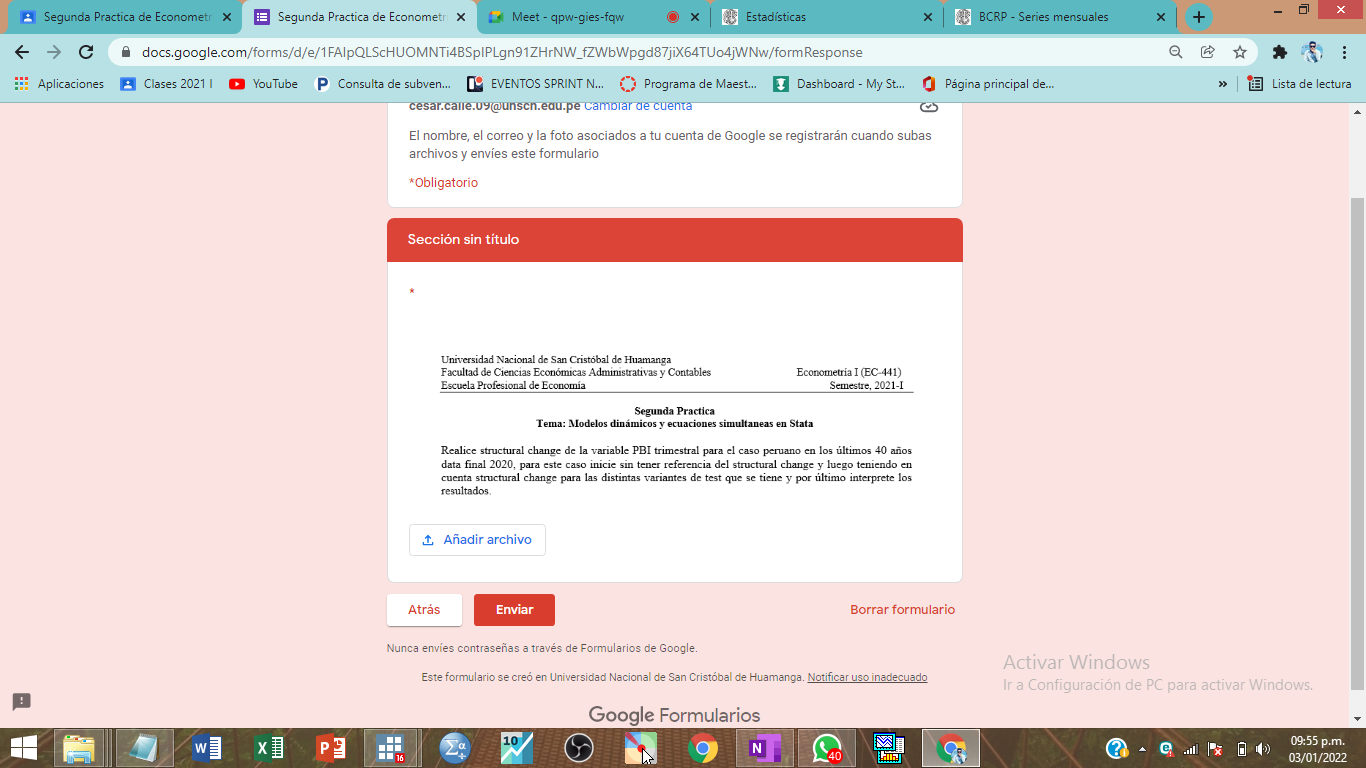 Segunda Practica de Econometr
Segunda Practica de Econometr
Meet - qpw-gies-fqw
Estadísticas
BCRP - Series mensuales
docs.google.com/forms/d/e/1FAIpQLScHUOMNTi4BSpIPLgn91ZHrNW_fZWbWpgd87jiX64TUo4jWNw/formResponse
Aplicaciones
Clases 2021 I
YouTube
Consulta de subven...
EVENTOS SPRINT N...
Programa de Maest...
Dashboard - My St...
Página principal de...
»
Lista de lectura
cesar.calle.09@unsch.edu.pe Cambiar de cuenta
El nombre, el correo y la foto asociados a tu cuenta de Google se registrarán cuando subas
archivos y envíes este formulario
*Obligatorio
Sección sin título
*
Universidad Nacional de San Cristóbal de Huamanga
Facultad de Ciencias Económicas Administrativas y Contables Econometría I (EC-441)
Escuela Profesional de Economía Semestre, 2021-I
Segunda Practica
Tema: Modelos dinámicos y ecuaciones simultaneas en Stata
Realice structural change de la variable PBI trimestral para el caso peruano en los últimos 40 años
data final 2020, para este caso inicie sin tener referencia del structural change y luego teniendo en
cuenta structural change para las distintas variantes de test que se tiene y por último interprete los
resultados.
Añadir archivo
Atrás
Enviar
Borrar formulario
Nunca envíes contraseñas a través de Formularios de Google.
Este formulario se creó en Universidad Nacional de San Cristóbal de Huamanga. Notificar uso inadecuado
Google Formularios
Activar Windows
Ir a Configuración de PC para activar Windows.
16
10
40
09:55 p.m.
03/01/2022